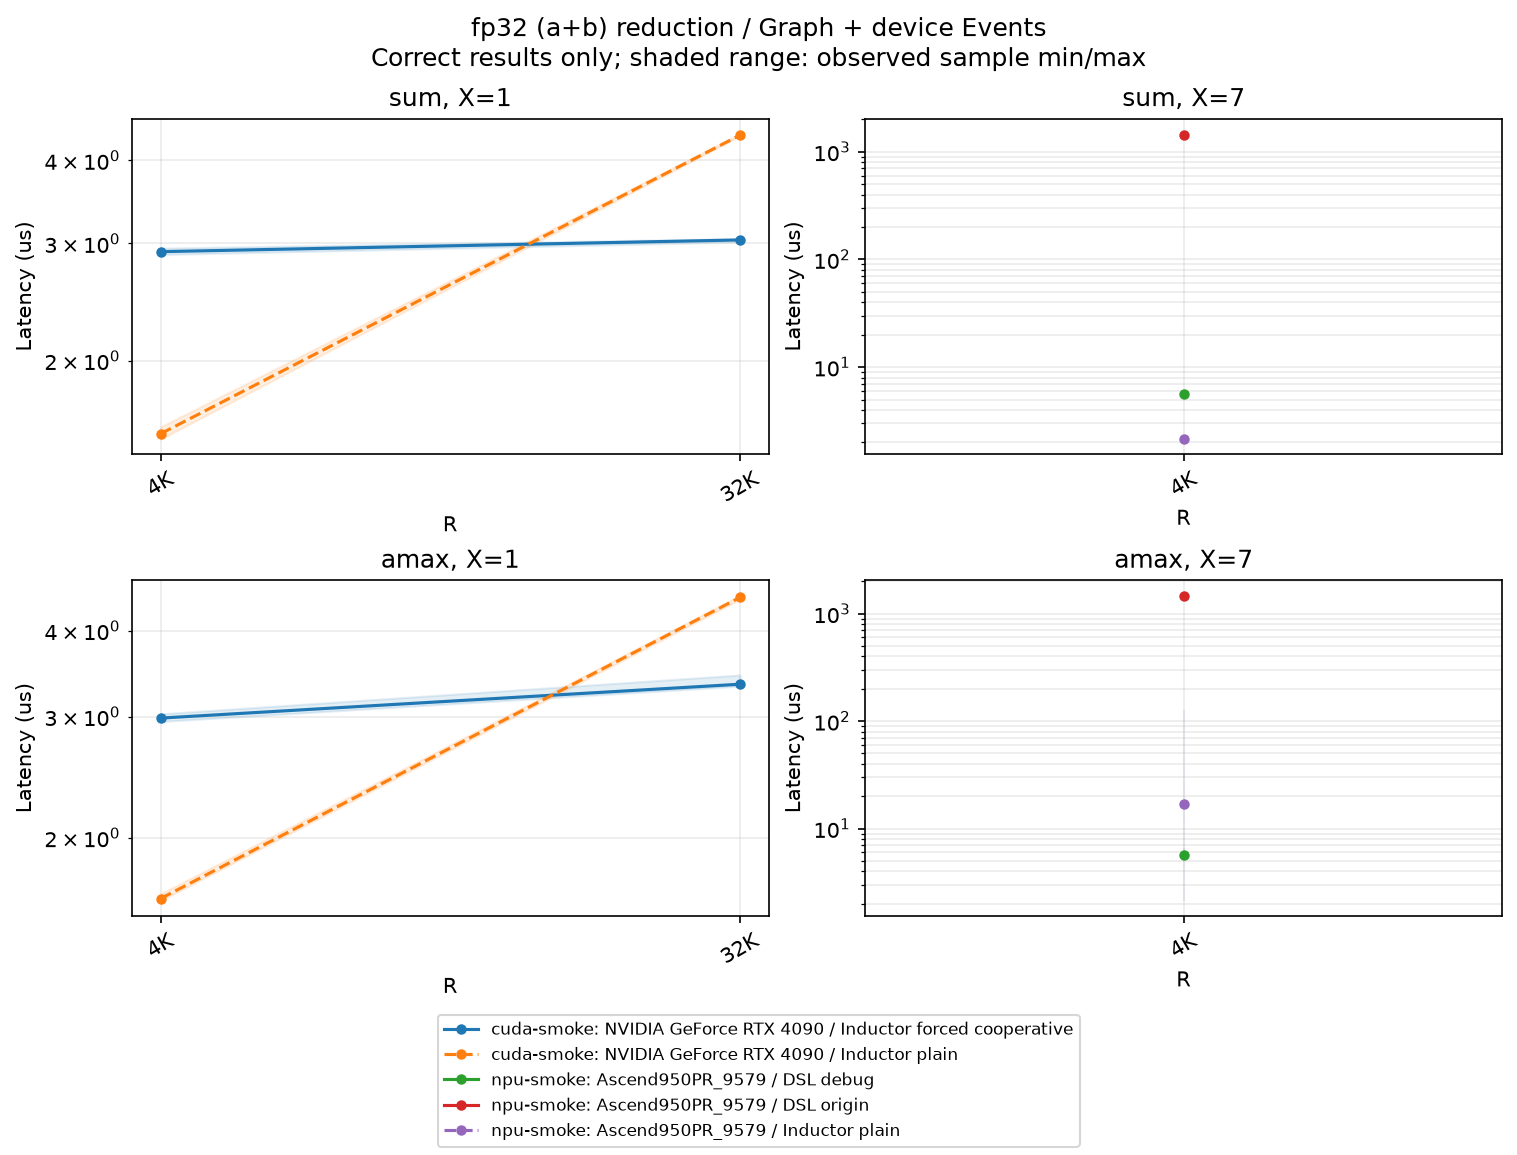 fp32 (a+b) reduction / Graph + device Events
Correct results only; shaded range: observed sample min/max
sum, X=1
Latency (us)
4 × 10⁰
3 × 10⁰
2 × 10⁰
4K
32K
R
sum, X=7
Latency (us)
10³
10²
10¹
4K
R
amax, X=1
Latency (us)
4 × 10⁰
3 × 10⁰
2 × 10⁰
4K
32K
R
amax, X=7
Latency (us)
10³
10²
10¹
4K
R
cuda-smoke: NVIDIA GeForce RTX 4090 / Inductor forced cooperative
cuda-smoke: NVIDIA GeForce RTX 4090 / Inductor plain
npu-smoke: Ascend950PR_9579 / DSL debug
npu-smoke: Ascend950PR_9579 / DSL origin
npu-smoke: Ascend950PR_9579 / Inductor plain